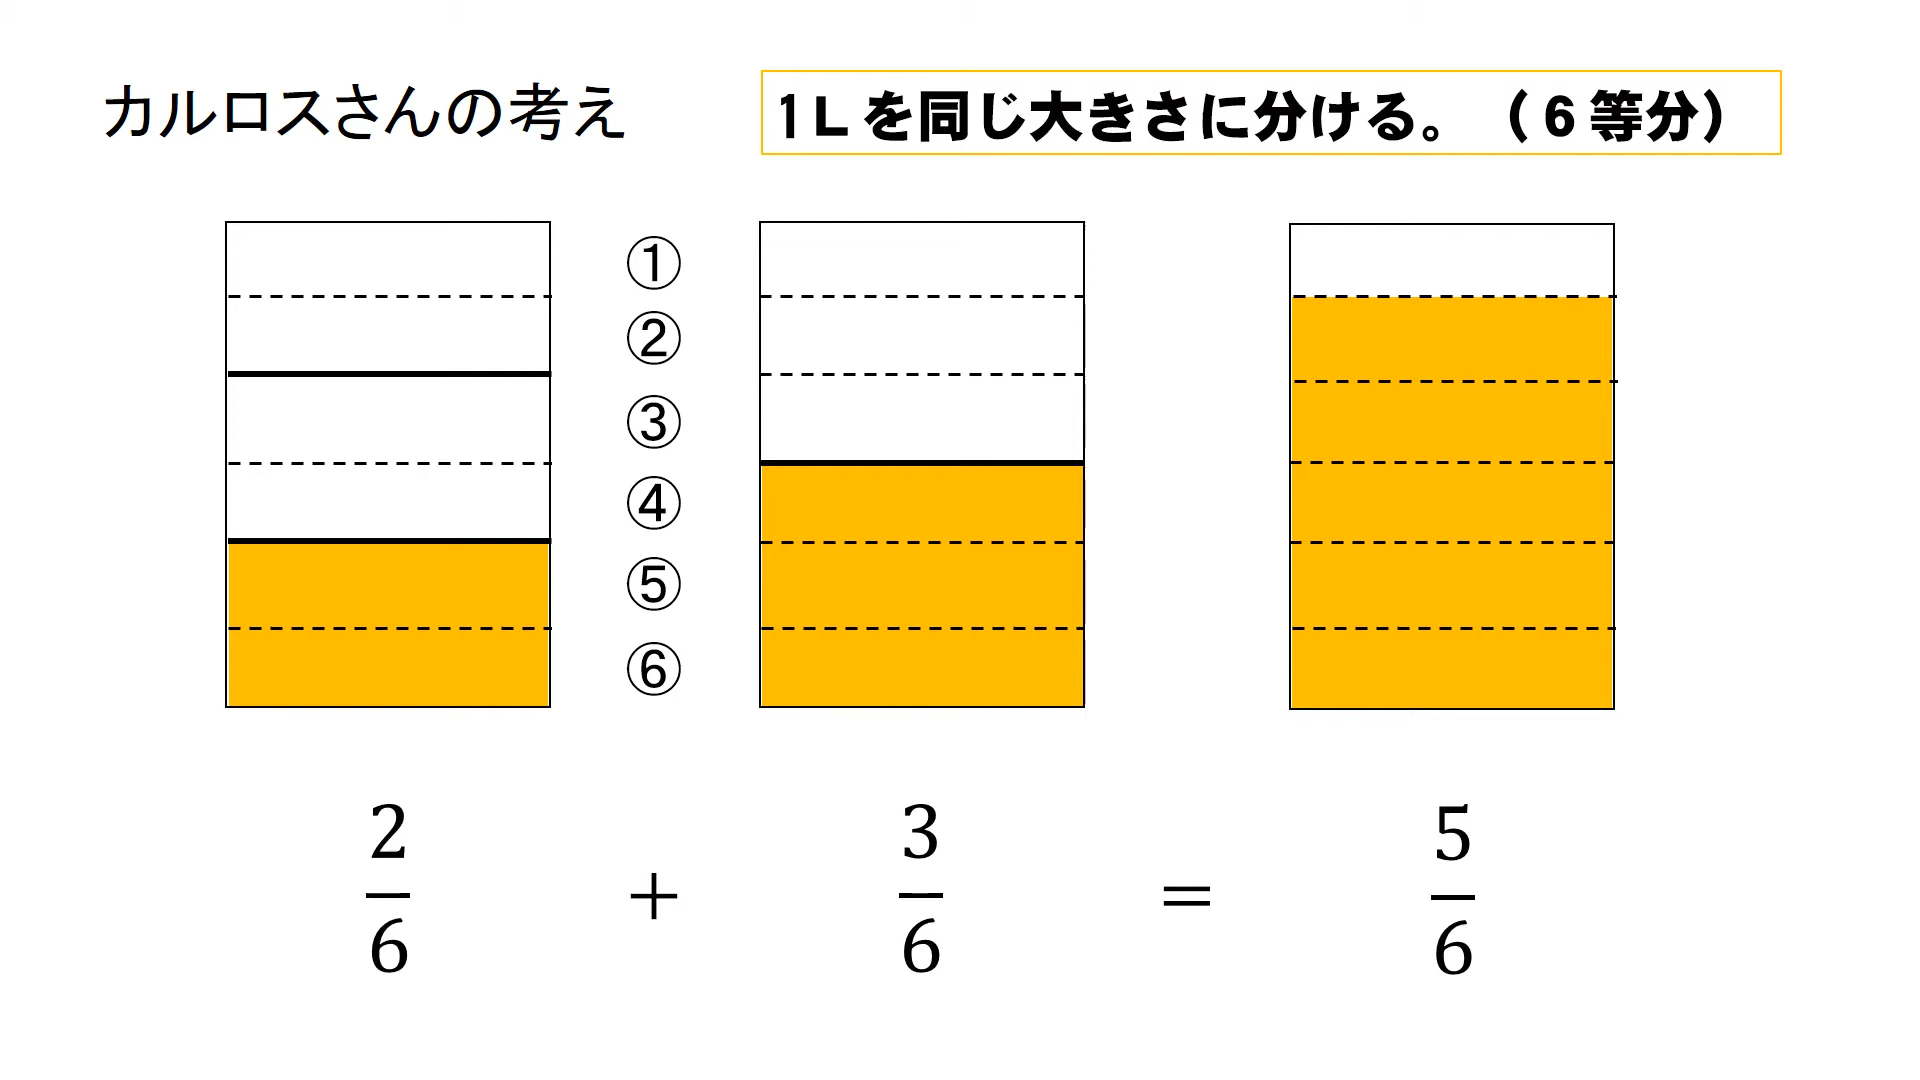 カルロスさんの考え
1Lを同じ大きさに分ける。（6等分）
①
②
③
④
⑤
⑥
2/6 + 3/6 = 5/6